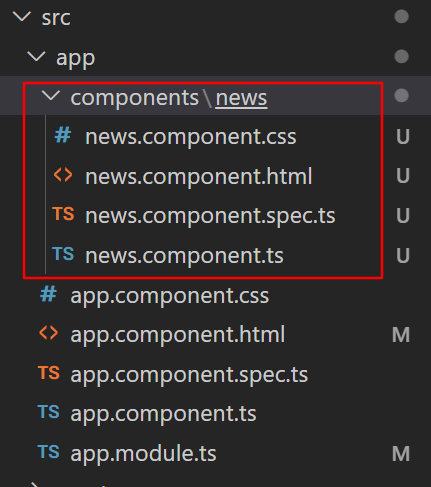 src
app
components\news
# news.component.css U
<> news.component.html U
TS news.component.spec.ts U
TS news.component.ts U
# app.component.css
<> app.component.html M
TS app.component.spec.ts
TS app.component.ts
TS app.module.ts M